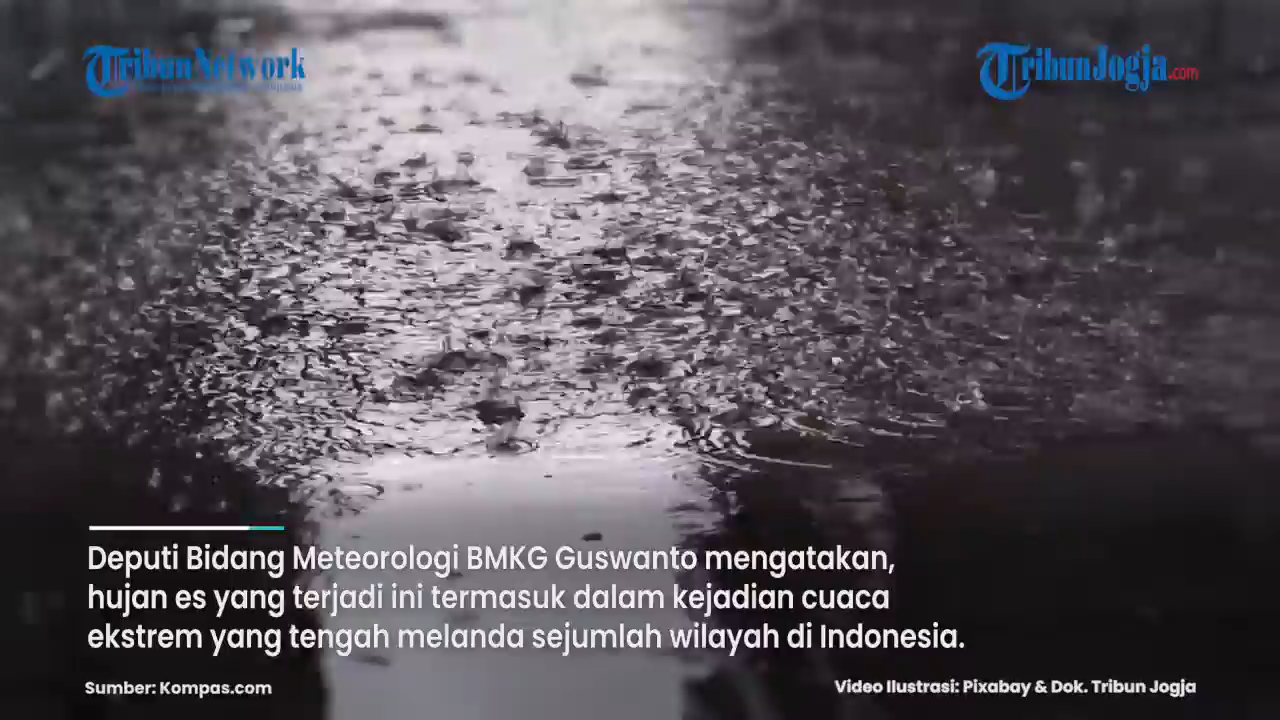 TribunNetwork
TribunJogja.com
Deputi Bidang Meteorologi BMKG Guswanto mengatakan,
hujan es yang terjadi ini termasuk dalam kejadian cuaca
ekstrem yang tengah melanda sejumlah wilayah di Indonesia.
Sumber: Kompas.com
Video Ilustrasi: Pixabay & Dok. Tribun Jogja